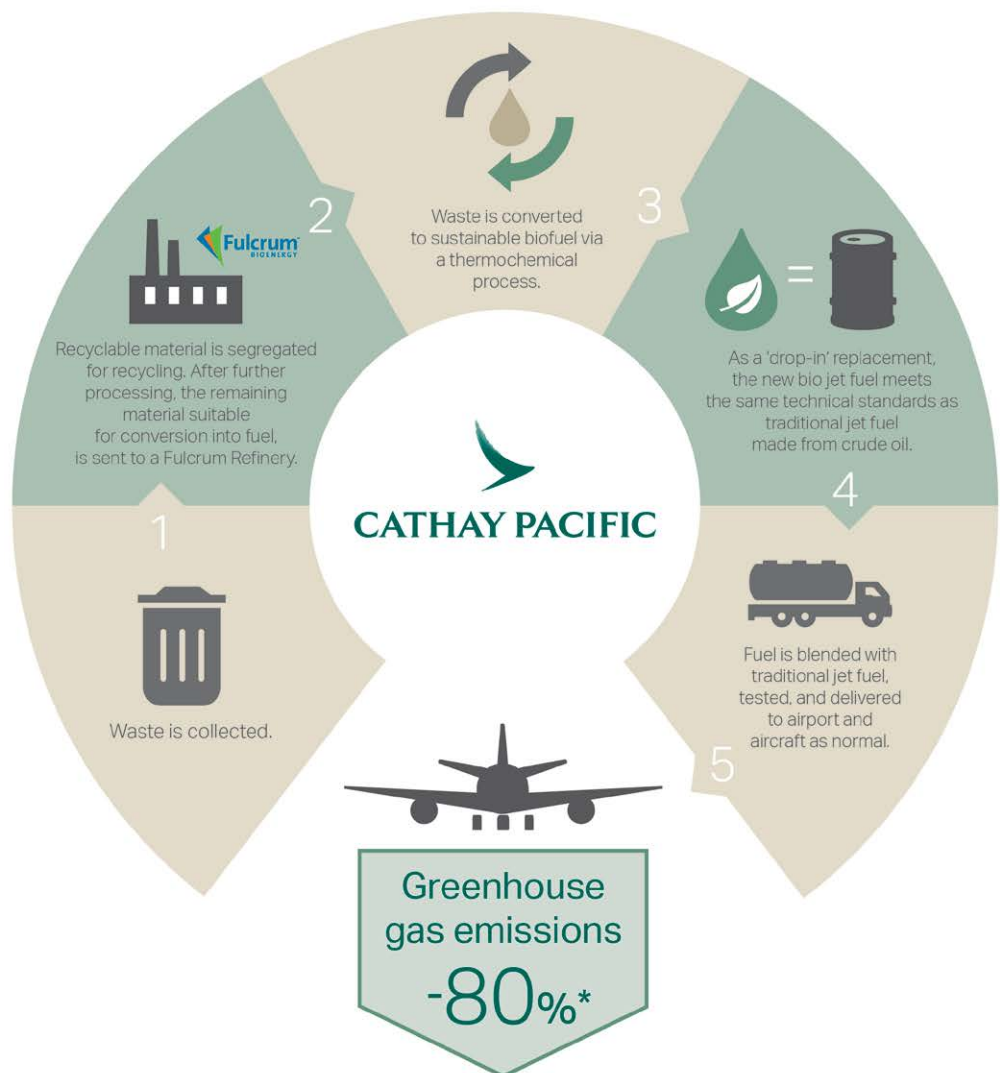 1
Waste is collected.
2
Fulcrum
BIOENERGY
Recyclable material is segregated
for recycling. After further
processing, the remaining
material suitable
for conversion into fuel,
is sent to a Fulcrum Refinery.
Waste is converted
to sustainable biofuel via
a thermochemical
process.
3
=
As a 'drop-in' replacement,
the new bio jet fuel meets
the same technical standards as
traditional jet fuel
made from crude oil.
4
Fuel is blended with
traditional jet fuel,
tested, and delivered
to airport and
aircraft as normal.
5
CATHAY PACIFIC
Greenhouse
gas emissions
-80%*